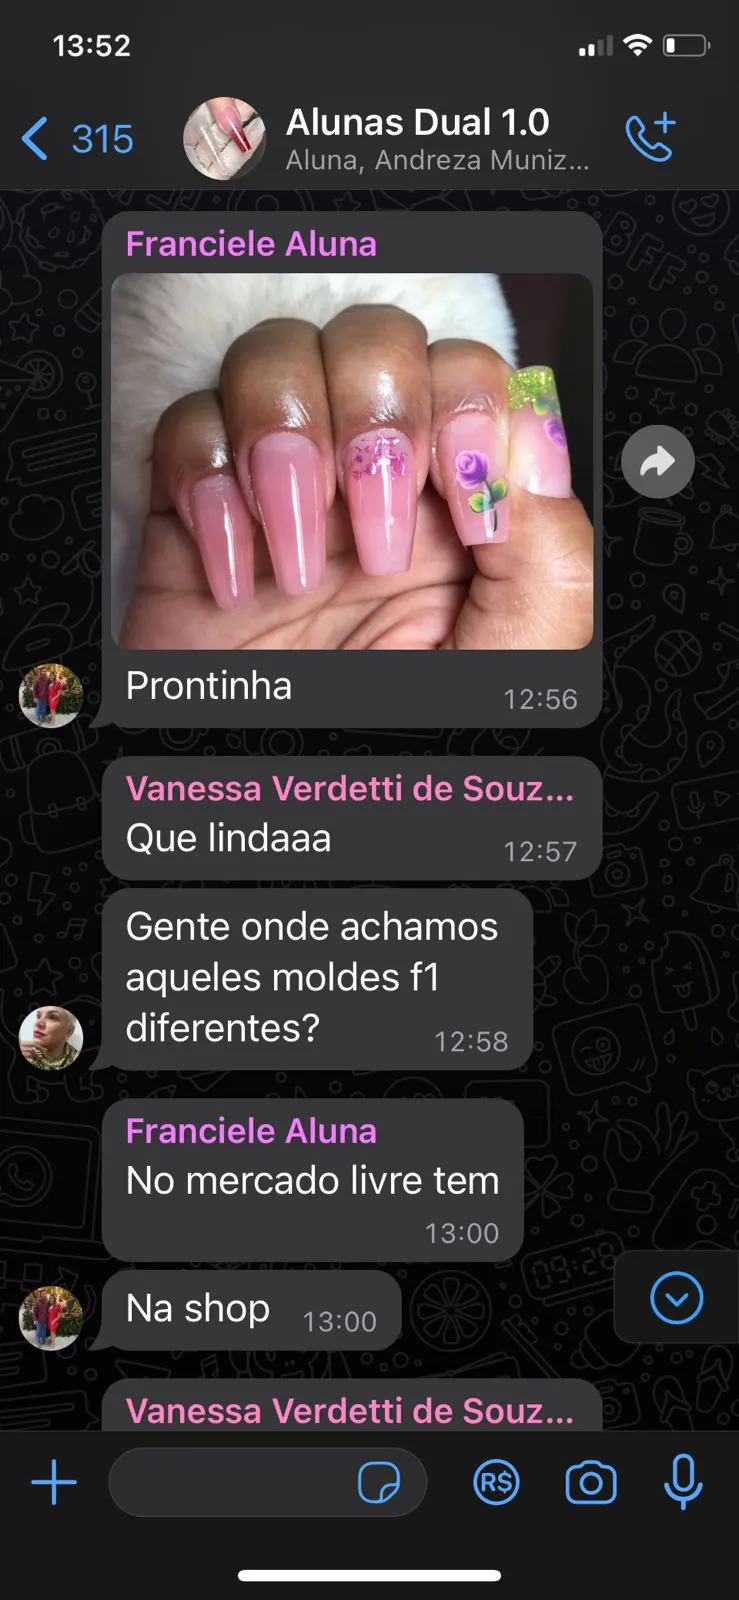 13:52
315
Alunas Dual 1.0
Aluna, Andreza Muniz...
Franciele Aluna
Prontinha
12:56
Vanessa Verdetti de Souz...
Que lindaaa
12:57
Gente onde achamos
aqueles moldes f1
diferentes?
12:58
Franciele Aluna
No mercado livre tem
13:00
Na shop
13:00
Vanessa Verdetti de Souz...
R$